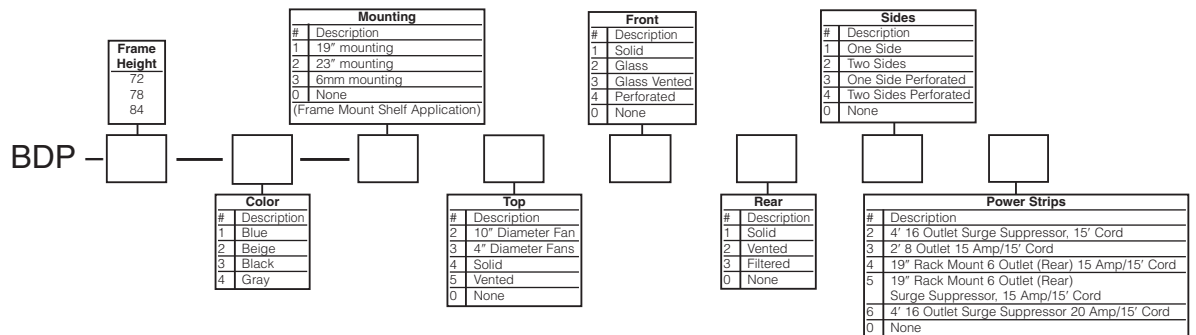 Mounting
# Description
1 19″ mounting
2 23″ mounting
3 6mm mounting
0 None
(Frame Mount Shelf Application)
Front
# Description
1 Solid
2 Glass
3 Glass Vented
4 Perforated
0 None
Sides
# Description
1 One Side
2 Two Sides
3 One Side Perforated
4 Two Sides Perforated
0 None
Frame
Height
72
78
84
BDP – — —
Color
# Description
1 Blue
2 Beige
3 Black
4 Gray
Top
# Description
2 10″ Diameter Fan
3 4″ Diameter Fans
4 Solid
5 Vented
0 None
Rear
# Description
1 Solid
2 Vented
3 Filtered
0 None
Power Strips
# Description
2 4′ 16 Outlet Surge Suppressor, 15′ Cord
3 2′ 8 Outlet 15 Amp/15′ Cord
4 19″ Rack Mount 6 Outlet (Rear) 15 Amp/15′ Cord
5 19″ Rack Mount 6 Outlet (Rear)
Surge Suppressor, 15 Amp/15′ Cord
6 4′ 16 Outlet Surge Suppressor 20 Amp/15′ Cord
0 None